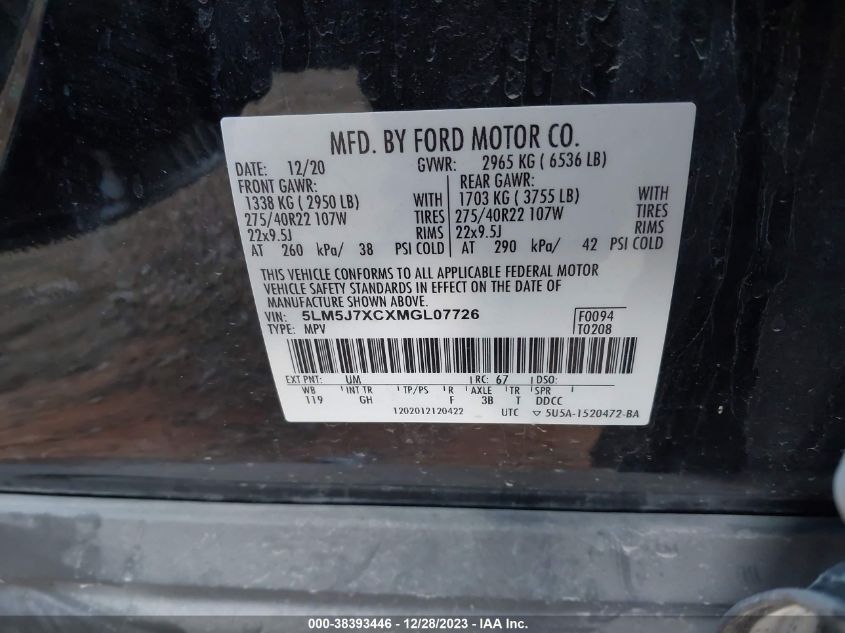 MFD. BY FORD MOTOR CO.
DATE: 12/20 GVWR: 2965 KG ( 6536 LB)
FRONT GAWR: REAR GAWR:
1338 KG ( 2950 LB) WITH 1703 KG ( 3755 LB) WITH
275/40R22 107W TIRES 275/40R22 107W TIRES
22x9.5J RIMS 22x9.5J RIMS
AT 260 kPa/ 38 PSI COLD AT 290 kPa/ 42 PSI COLD
THIS VEHICLE CONFORMS TO ALL APPLICABLE FEDERAL MOTOR
VEHICLE SAFETY STANDARDS IN EFFECT ON THE DATE OF
MANUFACTURE SHOWN ABOVE.
VIN: 5LM5J7XCXMGL07726 F0094
TYPE: MPV T0208
EXT PNT: UM RC: 67 DSO:
WB INT TR TP/PS R AXLE TR SPR
119 GH F 3B T DDCC
1202012120422 UTC 5U5A-1520472-BA
000-38393446 - 12/28/2023 - IAA Inc.